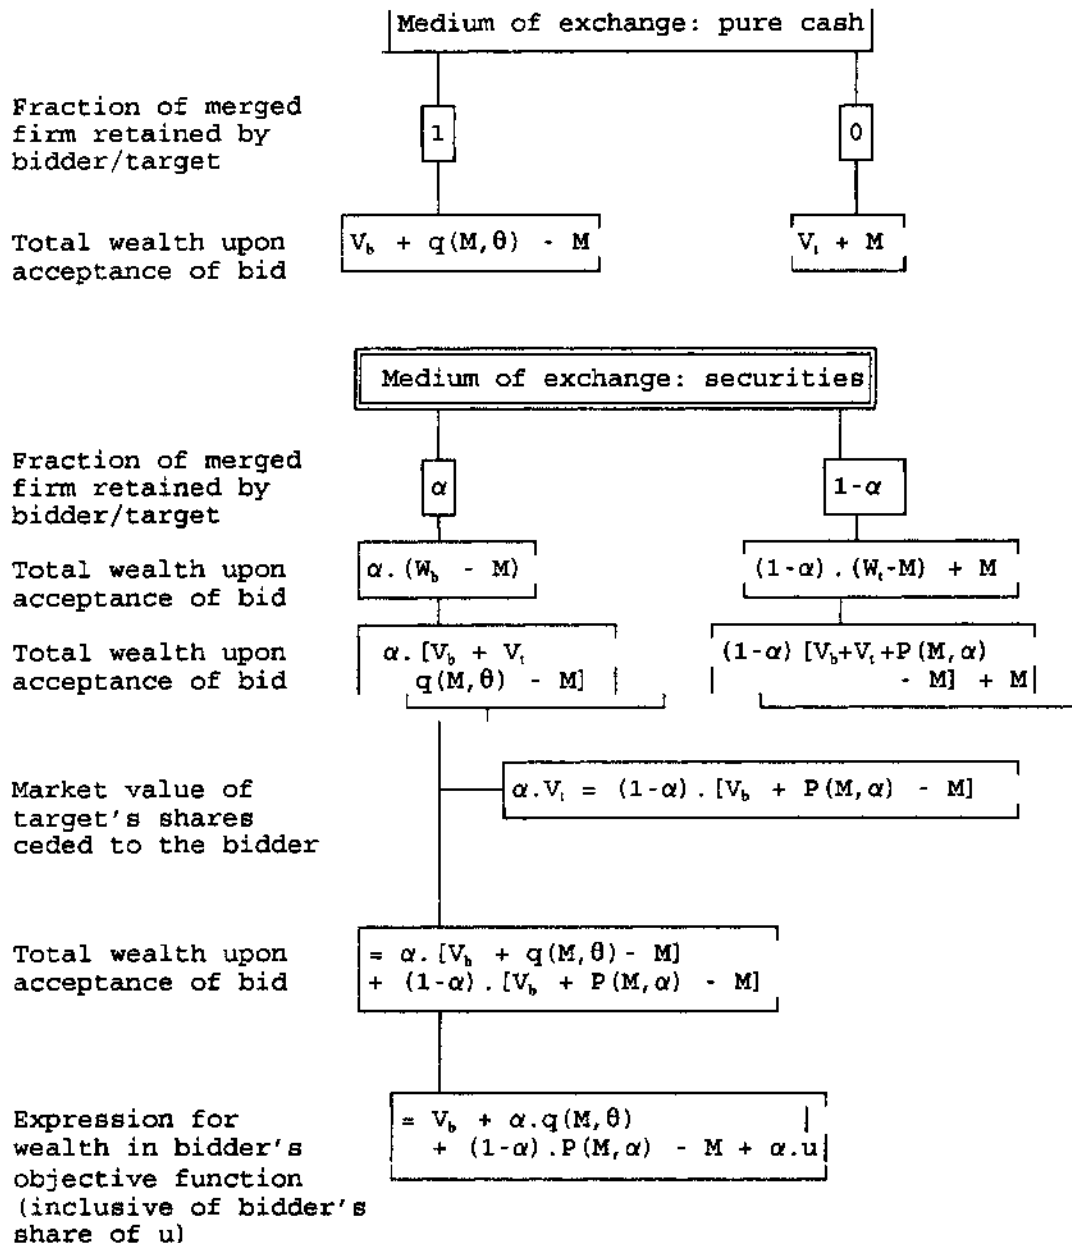 Medium of exchange: pure cash
Fraction of merged
firm retained by
bidder/target
1
0
Total wealth upon
acceptance of bid
V_b + q(M,θ) - M
V_t + M
Medium of exchange: securities
Fraction of merged
firm retained by
bidder/target
α
1-α
Total wealth upon
acceptance of bid
α.(W_b - M)
(1-α).(W_t-M) + M
Total wealth upon
acceptance of bid
α.[V_b + V_t
q(M,θ) - M]
(1-α)[V_b+V_t+P(M,α)
- M] + M
Market value of
target's shares
ceded to the bidder
α.V_t = (1-α).[V_b + P(M,α) - M]
Total wealth upon
acceptance of bid
= α.[V_b + q(M,θ)- M]
+ (1-α).[V_b + P(M,α) - M]
Expression for
wealth in bidder's
objective function
(inclusive of bidder's
share of u)
= V_b + α.q(M,θ)
+ (1-α).P(M,α) - M + α.u